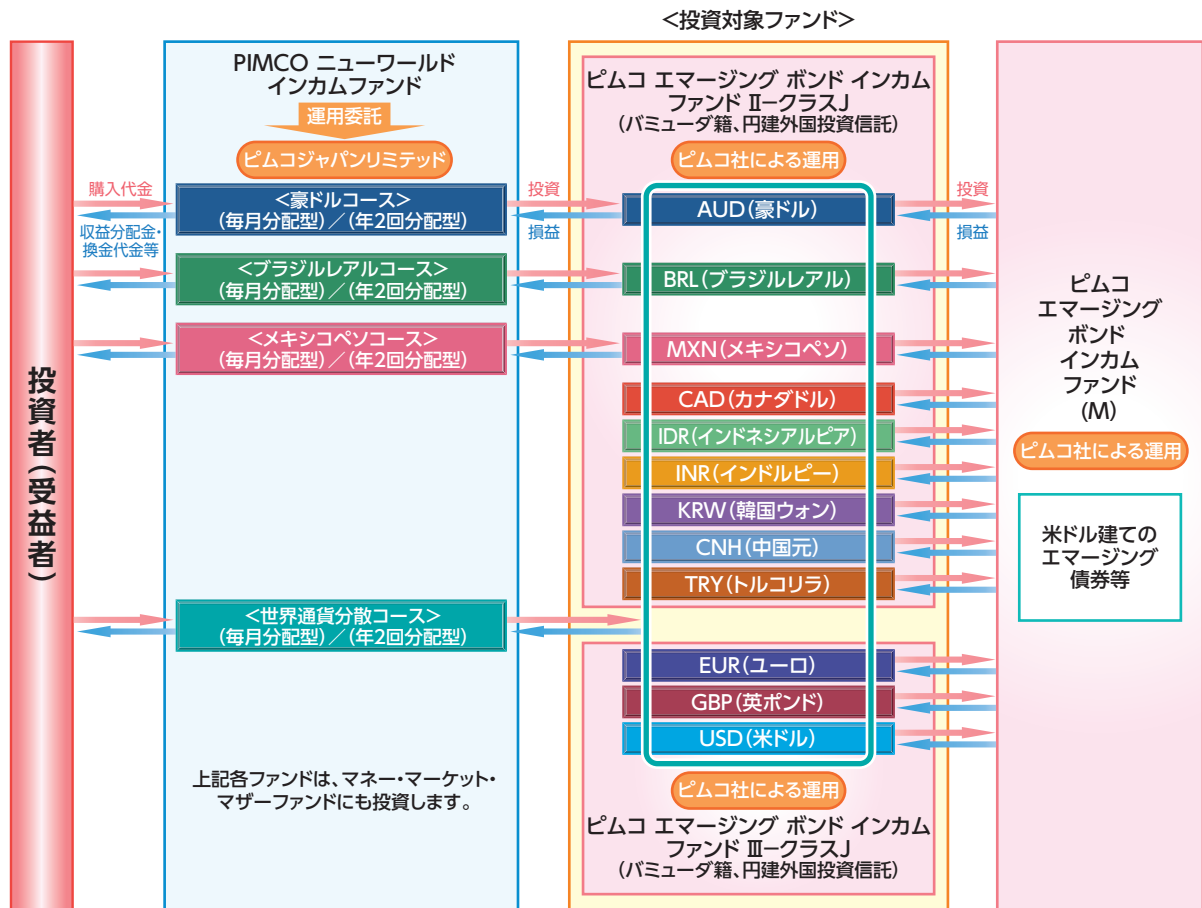 <投資対象ファンド>
投資者(受益者)
PIMCO ニューワールド
インカムファンド
運用委託
ピムコジャパンリミテッド
購入代金
収益分配金・
換金代金等
<豪ドルコース>
(毎月分配型)/(年2回分配型)
<ブラジルレアルコース>
(毎月分配型)/(年2回分配型)
<メキシコペソコース>
(毎月分配型)/(年2回分配型)
<世界通貨分散コース>
(毎月分配型)/(年2回分配型)
上記各ファンドは、マネー・マーケット・
マザーファンドにも投資します。
投資
損益
ピムコ エマージング ボンド インカム
ファンド Ⅱ-クラスJ
(バミューダ籍、円建外国投資信託)
ピムコ社による運用
AUD(豪ドル)
BRL(ブラジルレアル)
MXN(メキシコペソ)
CAD(カナダドル)
IDR(インドネシアルピア)
INR(インドルピー)
KRW(韓国ウォン)
CNH(中国元)
TRY(トルコリラ)
EUR(ユーロ)
GBP(英ポンド)
USD(米ドル)
ピムコ社による運用
ピムコ エマージング ボンド インカム
ファンド Ⅲ-クラスJ
(バミューダ籍、円建外国投資信託)
投資
損益
ピムコ
エマージング
ボンド
インカム
ファンド
(M)
ピムコ社による運用
米ドル建ての
エマージング
債券等